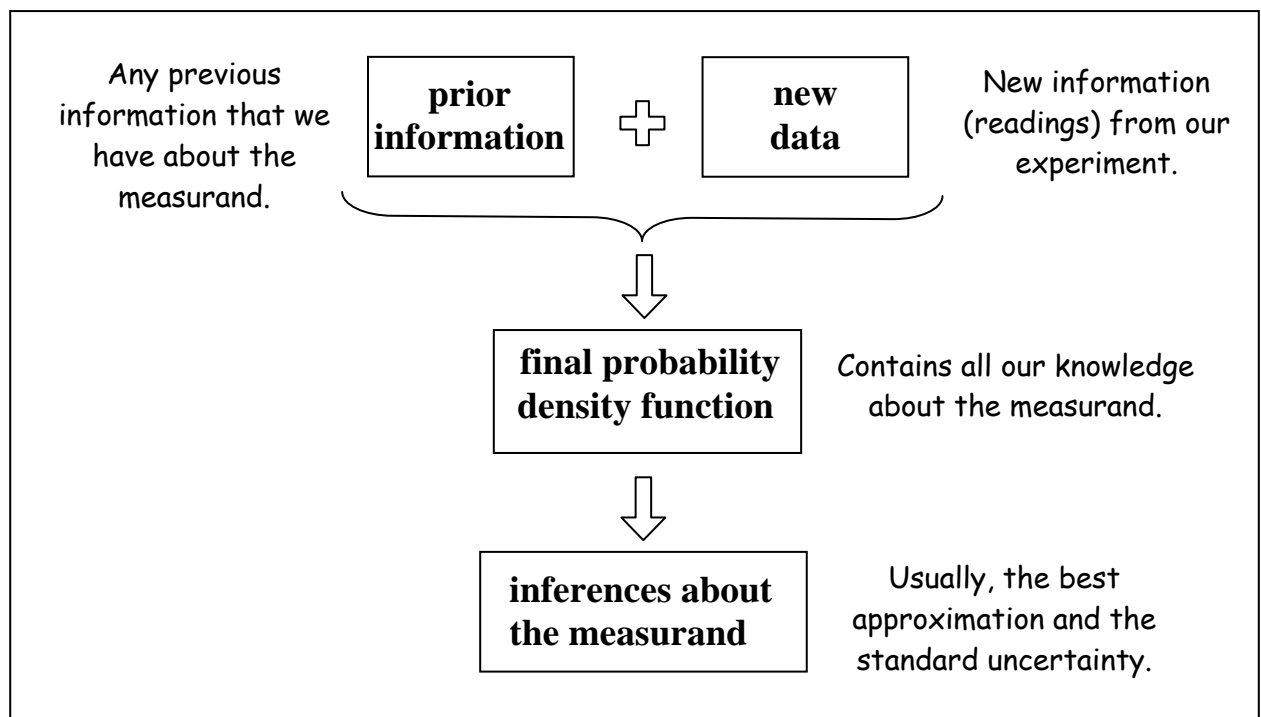 Any previous
information that we
have about the
measurand.
prior
information
new
data
New information
(readings) from our
experiment.
final probability
density function
Contains all our knowledge
about the measurand.
inferences about
the measurand
Usually, the best
approximation and the
standard uncertainty.